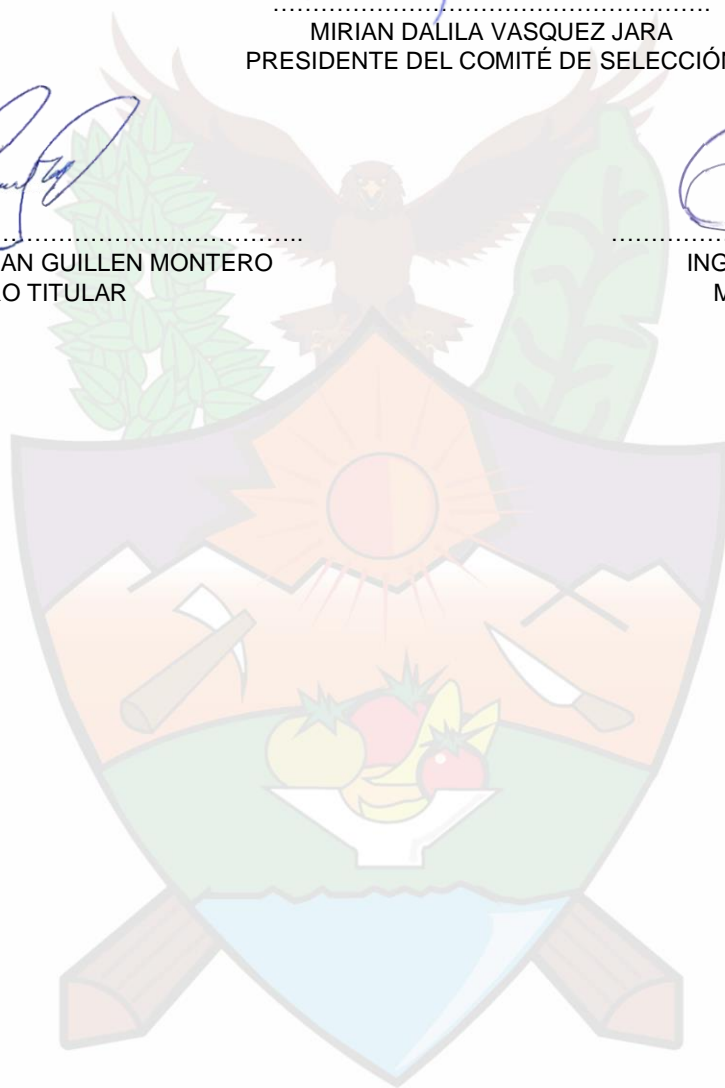 ……………………………………………….
MIRIAN DALILA VASQUEZ JARA
PRESIDENTE DEL COMITÉ DE SELECCIÓN
……………………………….
AN GUILLEN MONTERO
O TITULAR
……………
ING
M